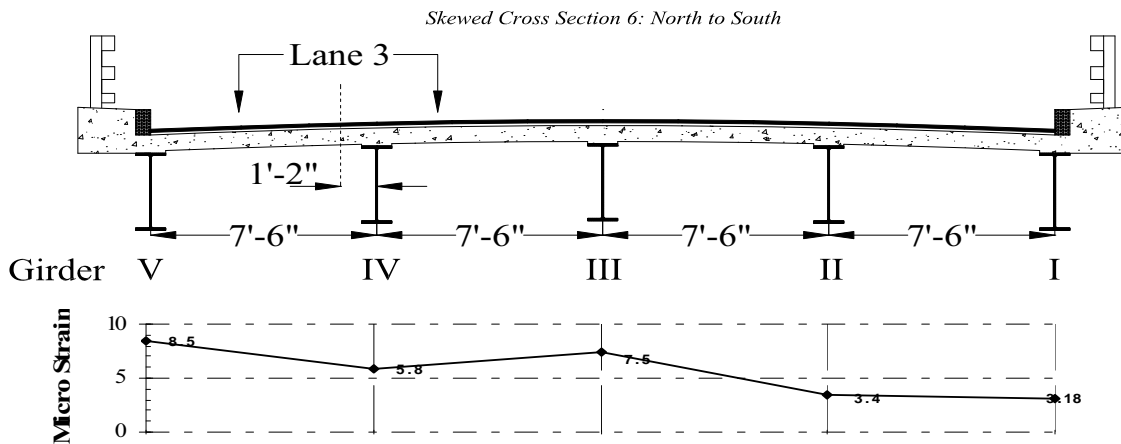 Skewed Cross Section 6: North to South
Lane 3
1'-2"
7'-6" 7'-6" 7'-6" 7'-6"
Girder V IV III II I
Micro Strain
10
5
0
8.5 5.8 7.5 3.4 3.18